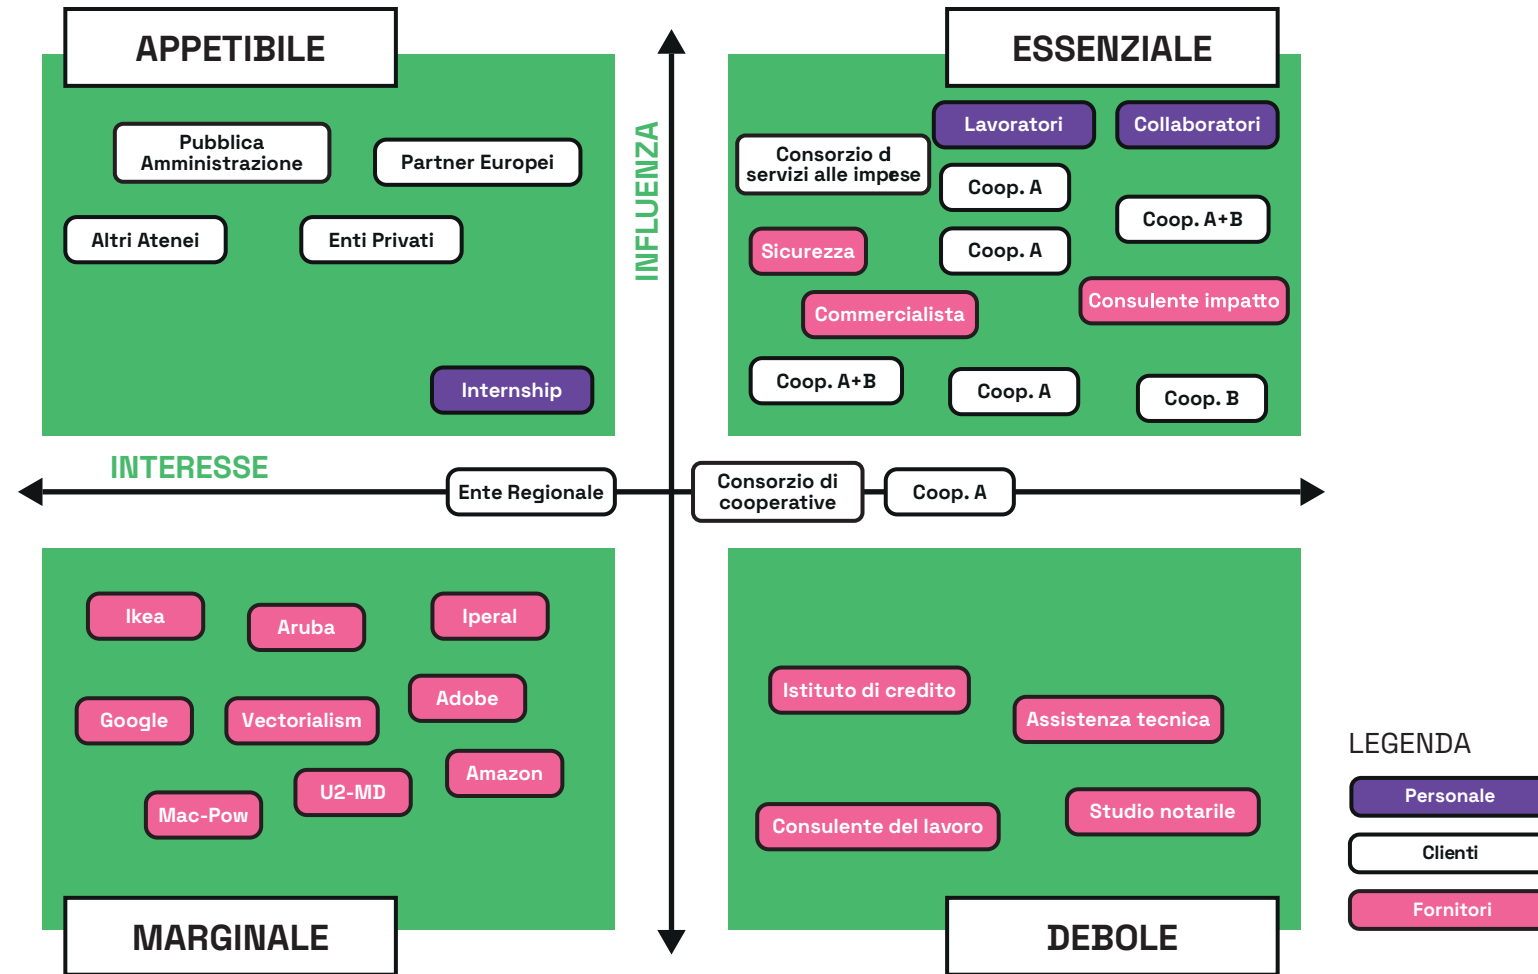 APPETIBILE
Pubblica
Amministrazione
Partner Europei
Altri Atenei
Enti Privati
Internship
INFLUENZA
ESSENZIALE
Lavoratori
Collaboratori
Consorzio d
servizi alle imprese
Coop. A
Coop. A+B
Sicurezza
Coop. A
Commercialista
Consulente impatto
Coop. A+B
Coop. A
Coop. B
INTERESSE
Ente Regionale
Consorzio di
cooperative
Coop. A
Ikea
Aruba
Iperal
Google
Vectorialism
Adobe
Mac-Pow
U2-MD
Amazon
MARGINALE
Istituto di credito
Assistenza tecnica
Consulente del lavoro
Studio notarile
DEBOLE
LEGENDA
Personale
Clienti
Fornitori